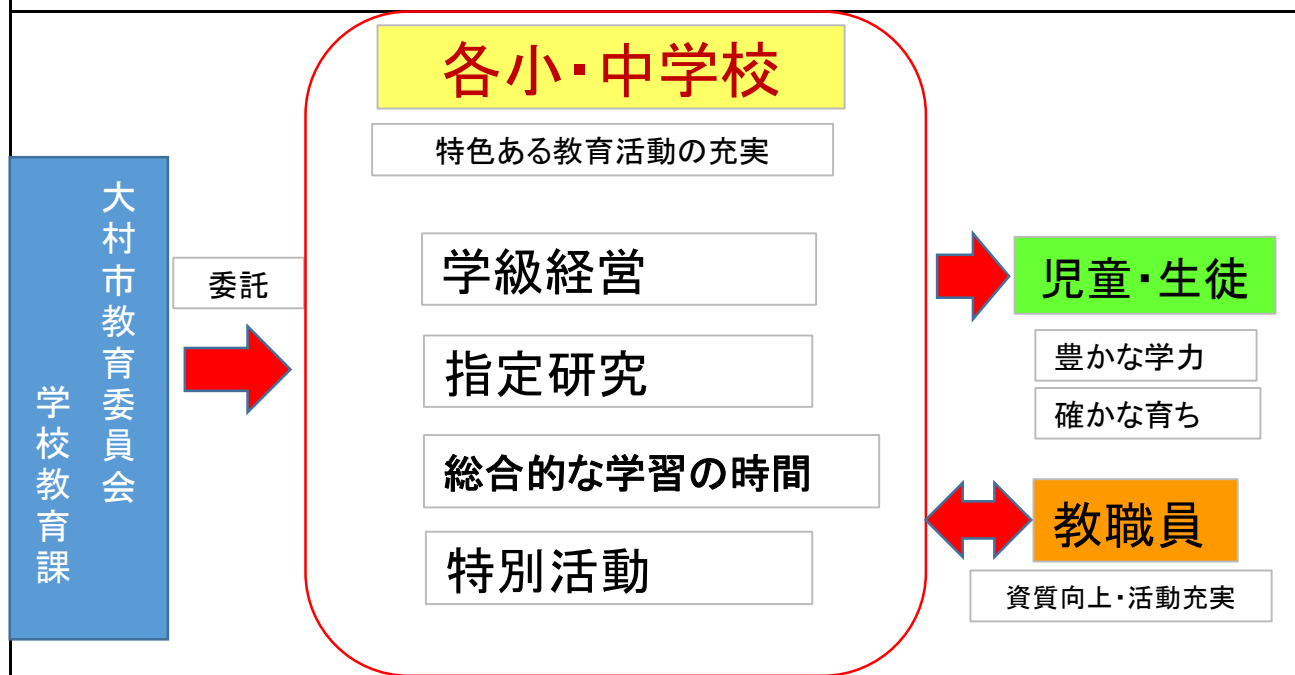 大村市教育委員会
学校教育課
委託
各小・中学校
特色ある教育活動の充実
学級経営
指定研究
総合的な学習の時間
特別活動
児童・生徒
豊かな学力
確かな育ち
教職員
資質向上・活動充実